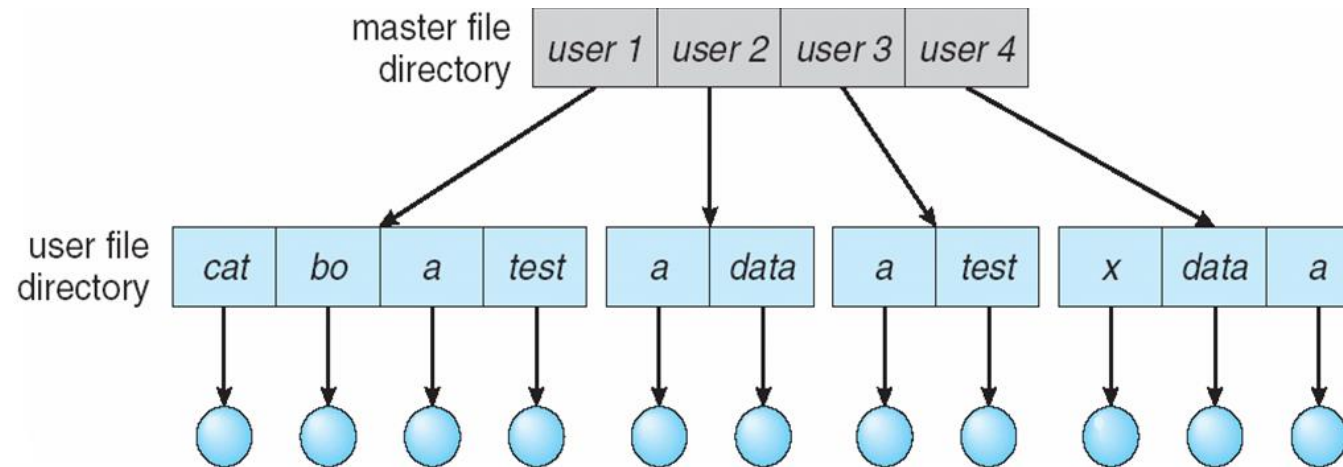 master file
directory
user 1 user 2 user 3 user 4
user file
directory
cat bo a test a data a test x data a